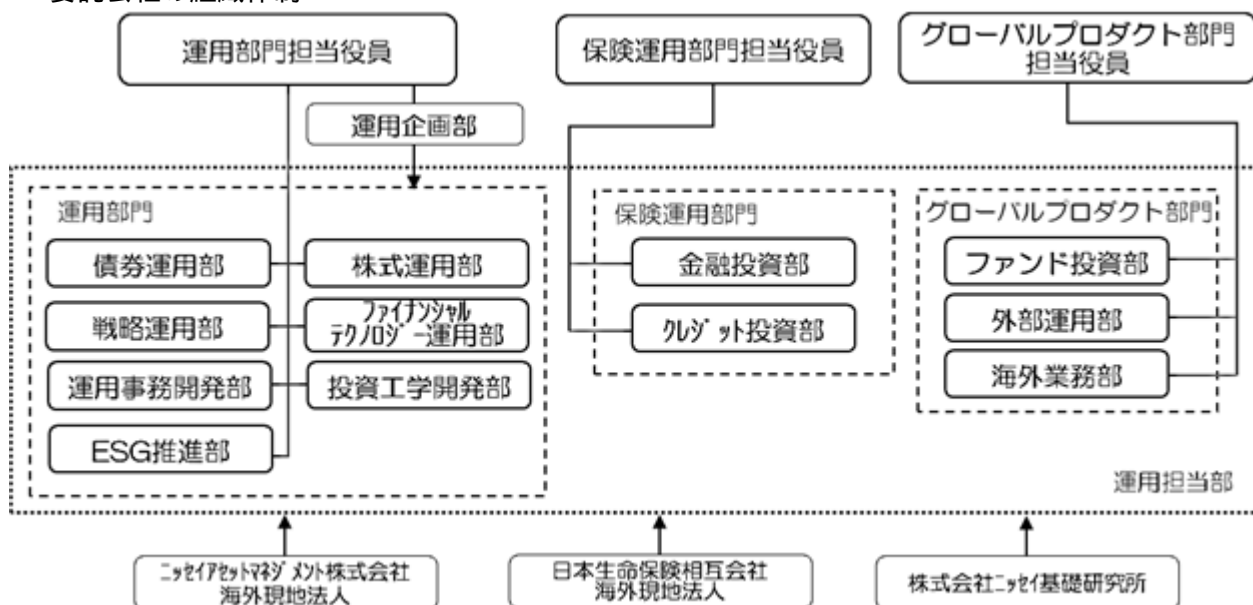 運用部門担当役員
保険運用部門担当役員
グローバルプロダクト部門
担当役員
運用企画部
運用部門
債券運用部
株式運用部
戦略運用部
ファイナンシャル
テクノロジー運用部
運用事務開発部
投資工学開発部
ESG推進部
保険運用部門
金融投資部
クレジット投資部
グローバルプロダクト部門
ファンド投資部
外部運用部
海外業務部
運用担当部
ニッセイアセットマネジメント株式会社
海外現地法人
日本生命保険相互会社
海外現地法人
株式会社ニッセイ基礎研究所